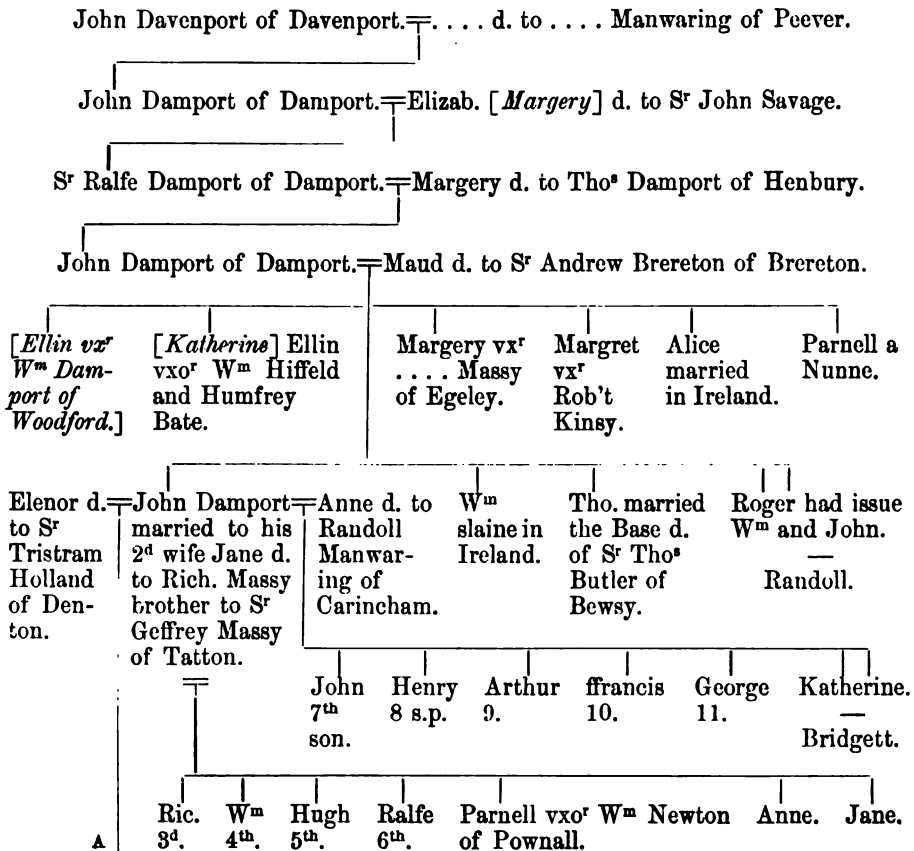 John Davenport of Davenport.=. . . . d. to . . . . Manwaring of Peever.
John Damport of Damport.=Elizab. [Margery] d. to Sʳ John Savage.
Sʳ Ralfe Damport of Damport.=Margery d. to Thoˢ Damport of Henbury.
John Damport of Damport.=Maud d. to Sʳ Andrew Brereton of Brereton.
[Ellin vxʳ
Wᵐ Dam-
port of
Woodford.]
[Katherine] Ellin
vxoʳ Wᵐ Hiffeld
and Humfrey
Bate.
Margery vxʳ
. . . . Massy
of Egeley.
Margret
vxʳ
Rob't
Kinsy.
Alice
married
in Ireland.
Parnell a
Nunne.
Elenor d.=
to Sʳ
Tristram
Holland
of Den-
ton.
John Damport=
married to his
2ᵈ wife Jane d.
to Rich. Massy
brother to Sʳ
Geffrey Massy
of Tatton.
Anne d. to
Randoll
Manwar-
ing of
Carincham.
Wᵐ
slaine in
Ireland.
Tho. married
the Base d.
of Sʳ Thoˢ
Butler of
Bewsy.
Roger had issue
Wᵐ and John.
—
Randoll.
John
7ᵗʰ
son.
Henry
8 s.p.
Arthur
9.
ffrancis
10.
George
11.
Katherine.
—
Bridgett.
A
Ric.
3ᵈ.
Wᵐ
4ᵗʰ.
Hugh
5ᵗʰ.
Ralfe
6ᵗʰ.
Parnell vxoʳ Wᵐ Newton
of Pownall.
Anne.
Jane.